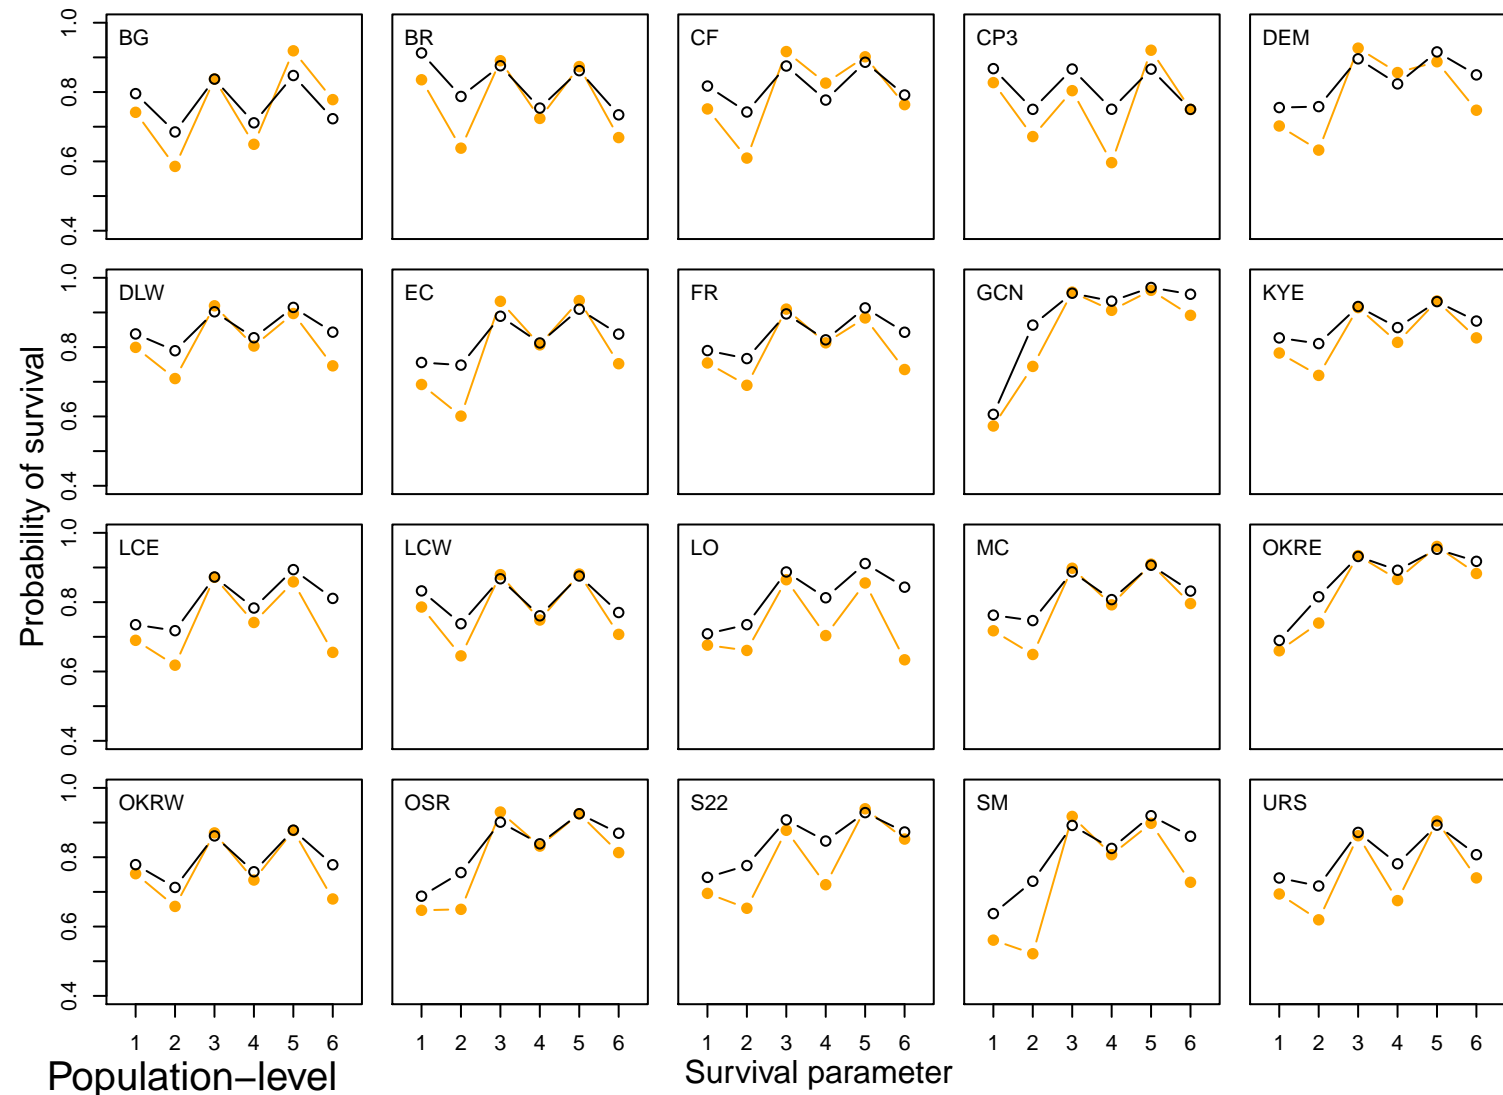 BG BR CF CP3 DEM
1.0
0.8
0.6
0.4
DLW EC FR GCN KYE
1.0
0.8
0.6
0.4
Probability of survival
LCE LCW LO MC OKRE
1.0
0.8
0.6
0.4
OKRW OSR S22 SM URS
1.0
0.8
0.6
0.4
1 2 3 4 5 6 1 2 3 4 5 6 1 2 3 4 5 6 1 2 3 4 5 6 1 2 3 4 5 6
Survival parameter
Population−level